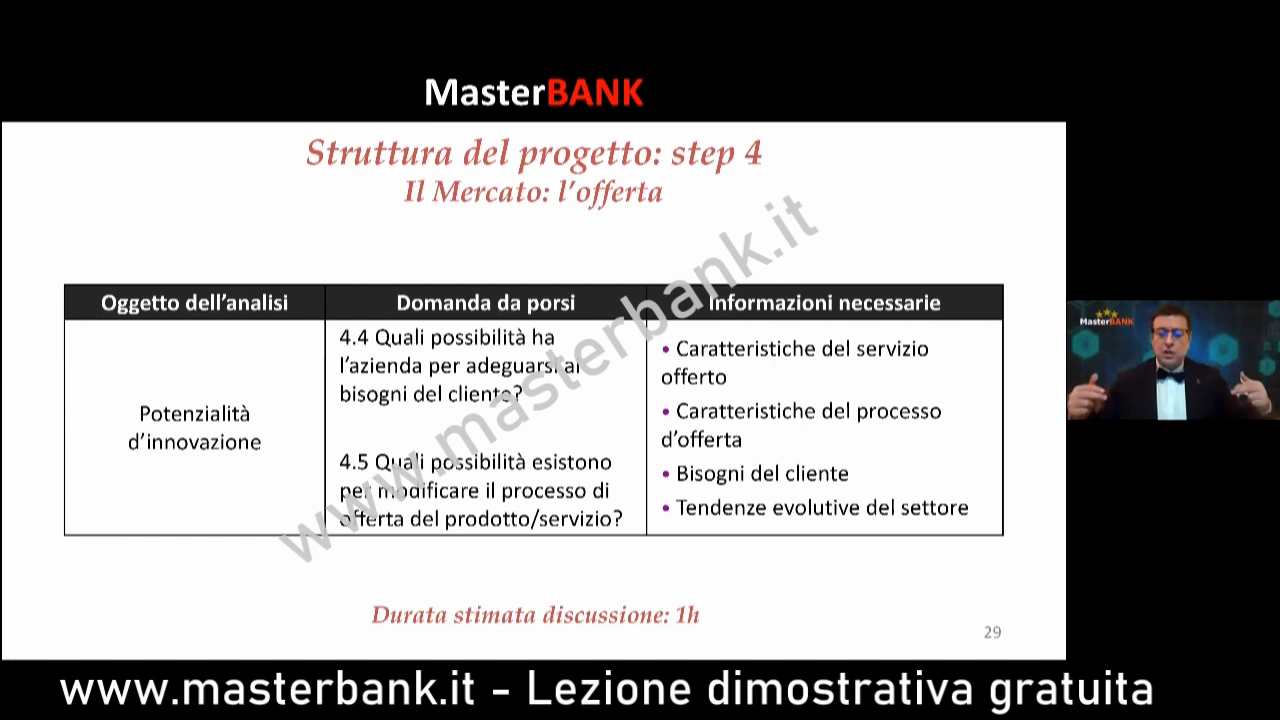 MasterBANK
Struttura del progetto: step 4
Il Mercato: l'offerta
Oggetto dell'analisi
Domanda da porsi
Informazioni necessarie
Potenzialità
d'innovazione
4.4 Quali possibilità ha
l'azienda per adeguarsi ai
bisogni del cliente?
4.5 Quali possibilità esistono
per modificare il processo di
offerta del prodotto/servizio?
• Caratteristiche del servizio
offerto
• Caratteristiche del processo
d'offerta
• Bisogni del cliente
• Tendenze evolutive del settore
www.masterbank.it
Durata stimata discussione: 1h
29
MasterBANK
www.masterbank.it - Lezione dimostrativa gratuita